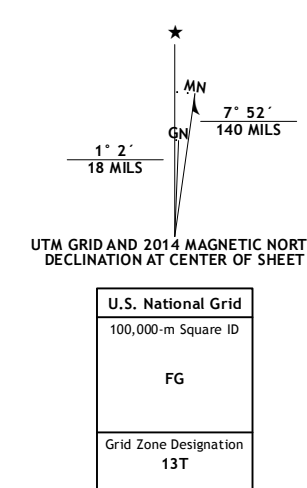 ★
MN
7° 52´
140 MILS
GN
1° 2´
18 MILS
UTM GRID AND 2014 MAGNETIC NORT
DECLINATION AT CENTER OF SHEET
U.S. National Grid
100,000-m Square ID
FG
Grid Zone Designation
13T